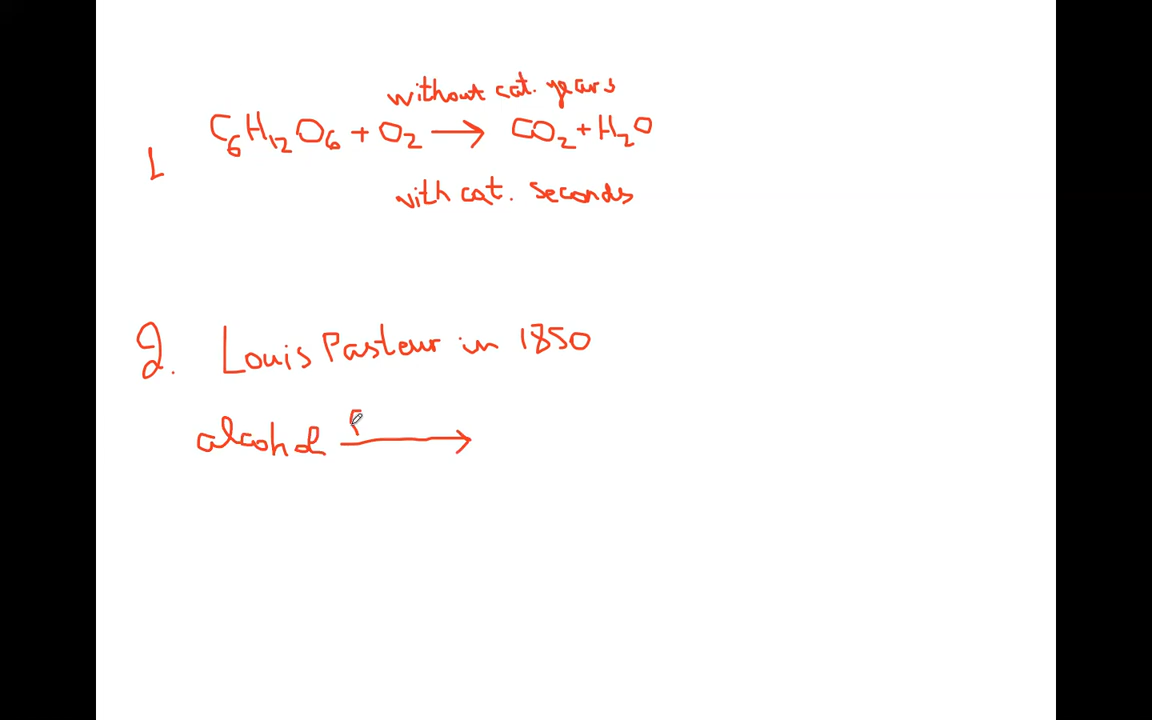 without cat. years
C₆H₁₂O₆ + O₂ → CO₂ + H₂O
1
with cat. seconds
2. Louis Pasteur in 1850
alcohol →